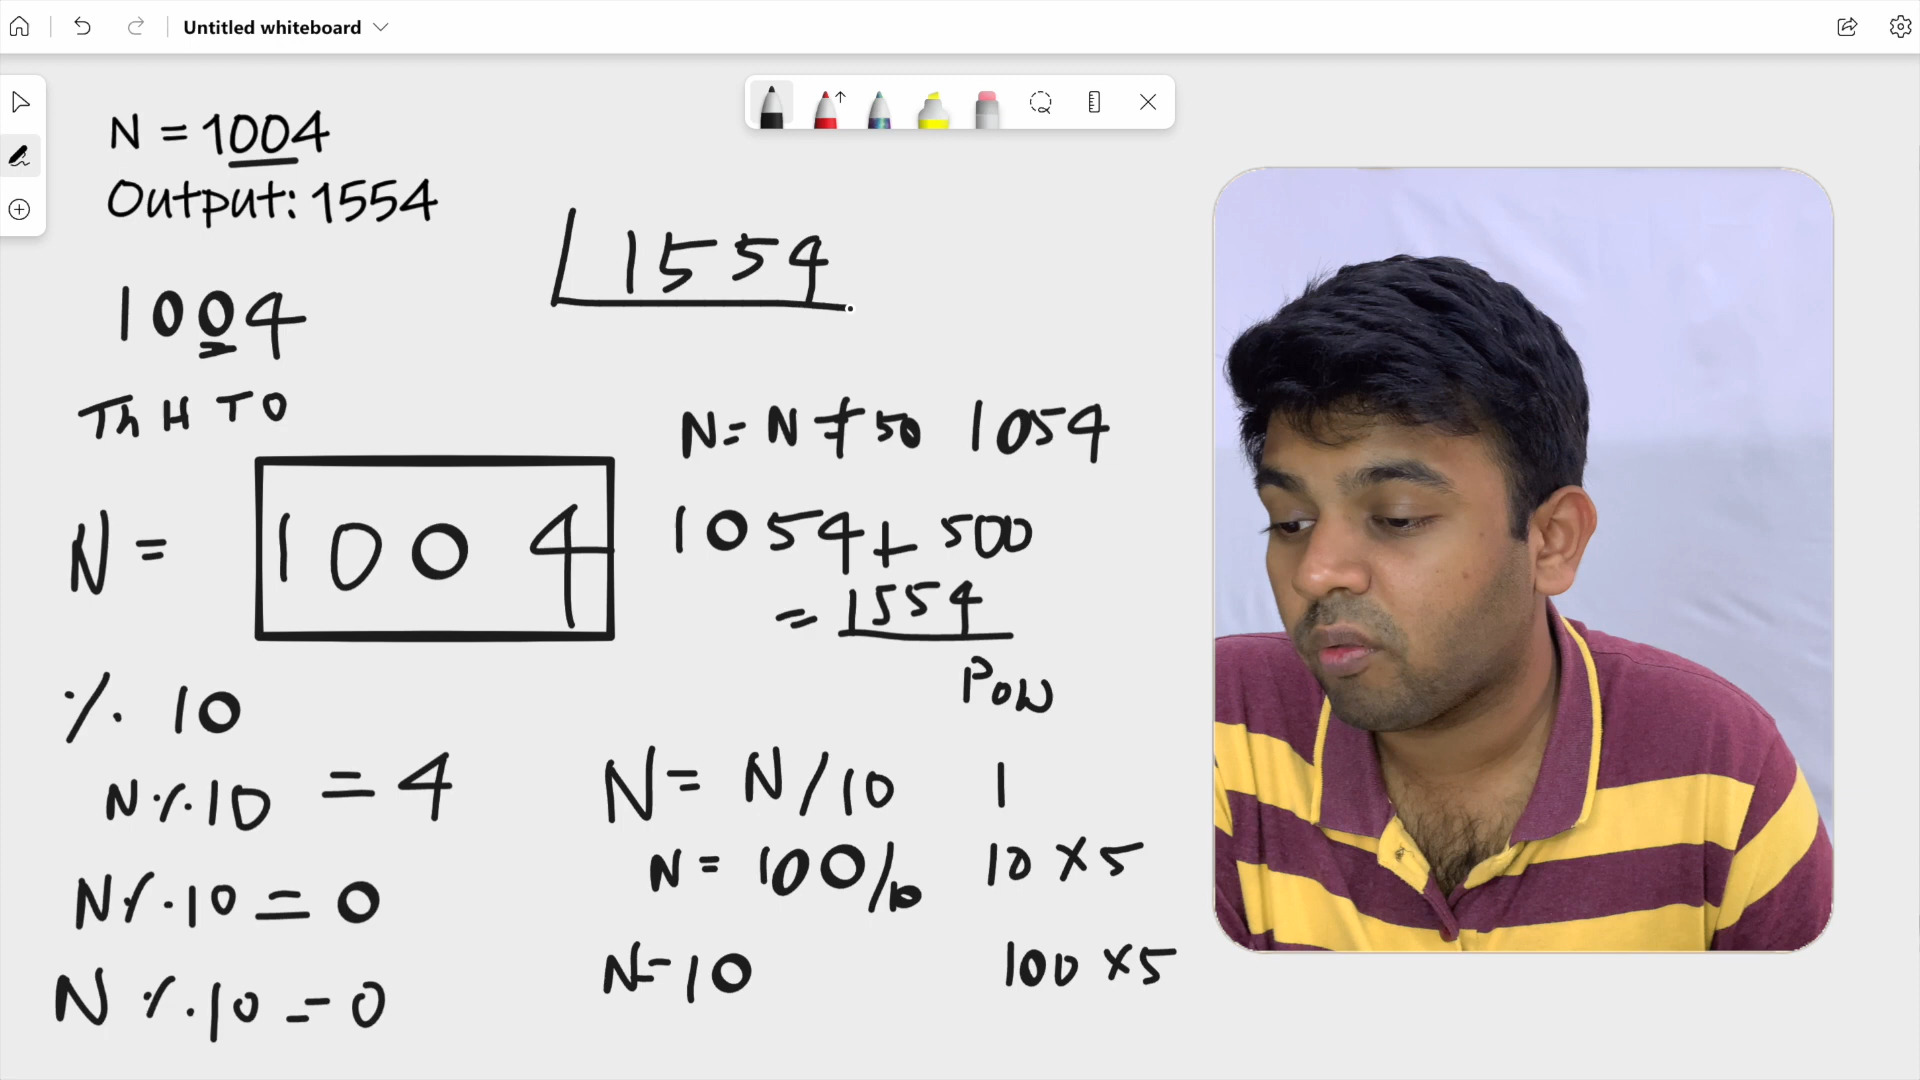 Untitled whiteboard
N = 1004
Output: 1554
1554
1004
Th H T O
N = N + 50 1054
N = 1004
1054 + 500
= 1554
Pow
% 10
N % 10 = 4
N = N / 10 1
N % 10 = 0
N = 100/10 10 × 5
N % 10 = 0
N = 10 100 × 5